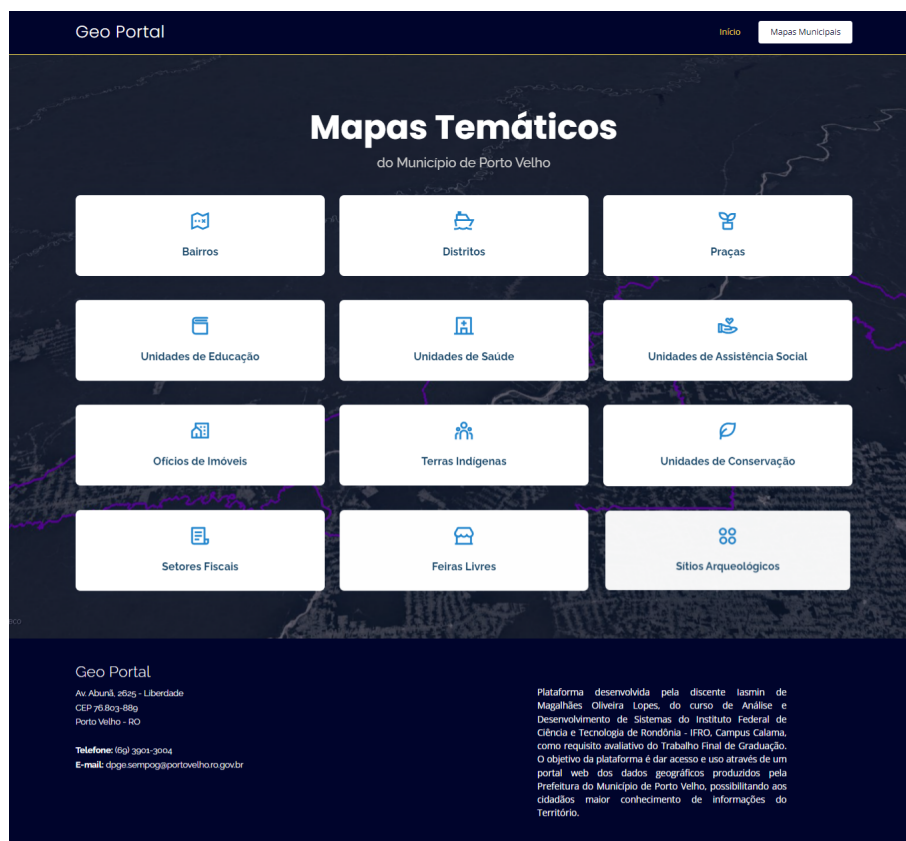 Geo Portal
Início
Mapas Municipais
Mapas Temáticos
do Município de Porto Velho
Bairros
Distritos
Praças
Unidades de Educação
Unidades de Saúde
Unidades de Assistência Social
Ofícios de Imóveis
Terras Indígenas
Unidades de Conservação
Setores Fiscais
Feiras Livres
Sítios Arqueológicos
eco
Geo Portal
Av. Abunã, 2625 - Liberdade
CEP 76.803-889
Porto Velho - RO
Telefone: (69) 3901-3004
E-mail: dpge.sempog@portovelho.ro.gov.br
Plataforma desenvolvida pela discente Iasmin de
Magalhães Oliveira Lopes, do curso de Análise e
Desenvolvimento de Sistemas do Instituto Federal de
Ciência e Tecnologia de Rondônia - IFRO, Campus Calama,
como requisito avaliativo do Trabalho Final de Graduação.
O objetivo da plataforma é dar acesso e uso através de um
portal web dos dados geográficos produzidos pela
Prefeitura do Município de Porto Velho, possibilitando aos
cidadãos maior conhecimento de informações do
Território.